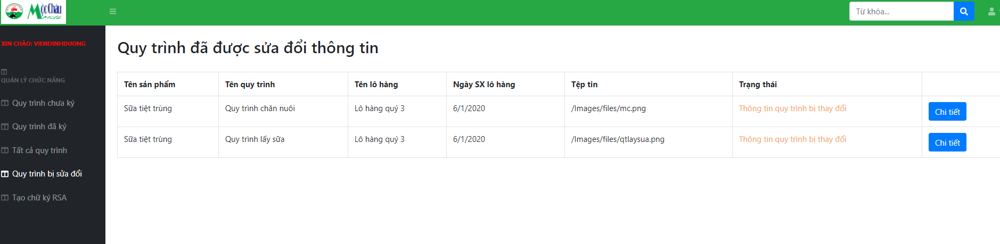 Mộc Châu
Milk
Từ khóa...
XIN CHÀO: VIENDINHDUONG
QUẢN LÝ CHỨC NĂNG
Quy trình chưa ký
Quy trình đã ký
Tất cả quy trình
Quy trình bị sửa đổi
Tạo chữ ký RSA
Quy trình đã được sửa đổi thông tin
Tên sản phẩm Tên quy trình Tên lô hàng Ngày SX lô hàng Tệp tin Trạng thái
Sữa tiệt trùng Quy trình chăn nuôi Lô hàng quý 3 6/1/2020 /Images/files/mc.png Thông tin quy trình bị thay đổi Chi tiết
Sữa tiệt trùng Quy trình lấy sữa Lô hàng quý 3 6/1/2020 /Images/files/qtlaysua.png Thông tin quy trình bị thay đổi Chi tiết